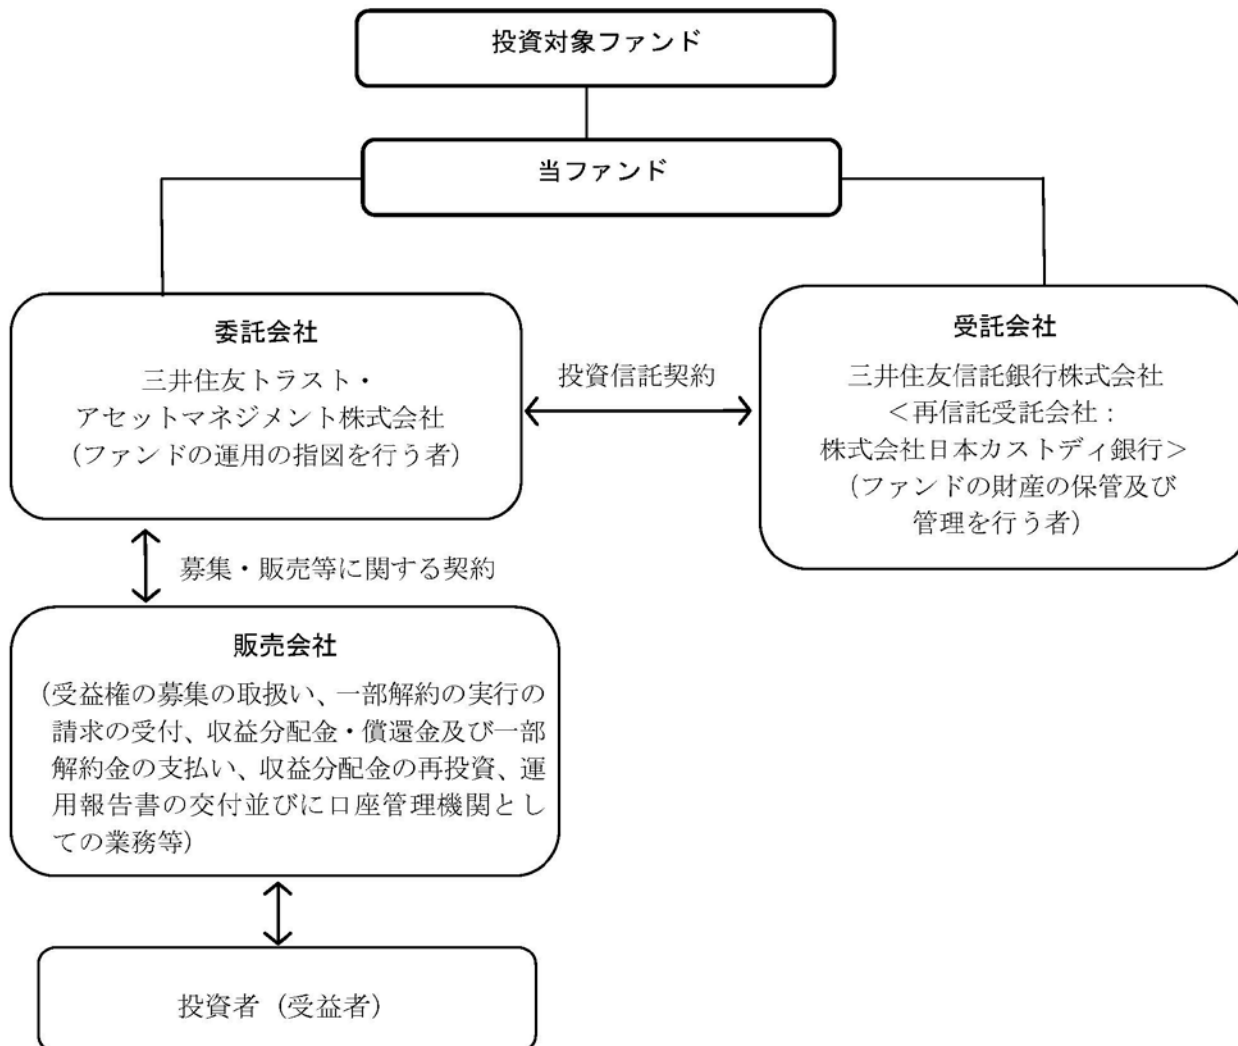 投資対象ファンド
当ファンド
委託会社
三井住友トラスト・
アセットマネジメント株式会社
（ファンドの運用の指図を行う者）
投資信託契約
受託会社
三井住友信託銀行株式会社
＜再信託受託会社：
株式会社日本カストディ銀行＞
（ファンドの財産の保管及び
管理を行う者）
募集・販売等に関する契約
販売会社
（受益権の募集の取扱い、一部解約の実行の
請求の受付、収益分配金・償還金及び一部
解約金の支払い、収益分配金の再投資、運
用報告書の交付並びに口座管理機関とし
ての業務等）
投資者（受益者）